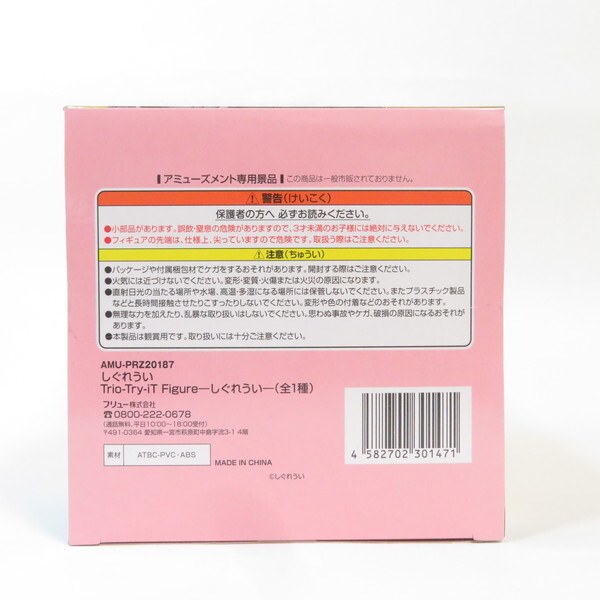 アミューズメント専用景品 この商品は一般市販されておりません。
⚠警告(けいこく)
保護者の方へ 必ずお読みください。
●小部品があります。誤飲・窒息の危険がありますので、3才未満のお子様には絶対に与えないでください。
●フィギュアの先端は、仕様上、尖っていますので危険です。取扱う際はご注意ください。
⚠注意(ちゅうい)
●パッケージや付属梱包材でケガをするおそれがあります。開封する際はご注意ください。
●火気には近づけないでください。変形・変質・火傷または火災の原因になります。
●直射日光の当たる場所や水場、高温・多湿になる場所には保管しないでください。またプラスチック製品
などと長時間接触させたりこすったりしないでください。変形や色の付着などのおそれがあります。
●無理な力を加えたり、乱暴な取り扱いはしないでください。思わぬ事故やケガ、破損の原因になるおそれが
あります。
●本製品は観賞用です。取り扱いには十分ご注意ください。
AMU-PRZ20187
しぐれうい
Trio-Try-iT Figure—しぐれうい—(全1種)
フリュー株式会社
☎0800-222-0678
(通話無料、平日10:00~18:00受付)
〒491-0364 愛知県一宮市萩原町中島字流3-1 4階
素材 ATBC-PVC・ABS
MADE IN CHINA
©しぐれうい
4 582702 301471